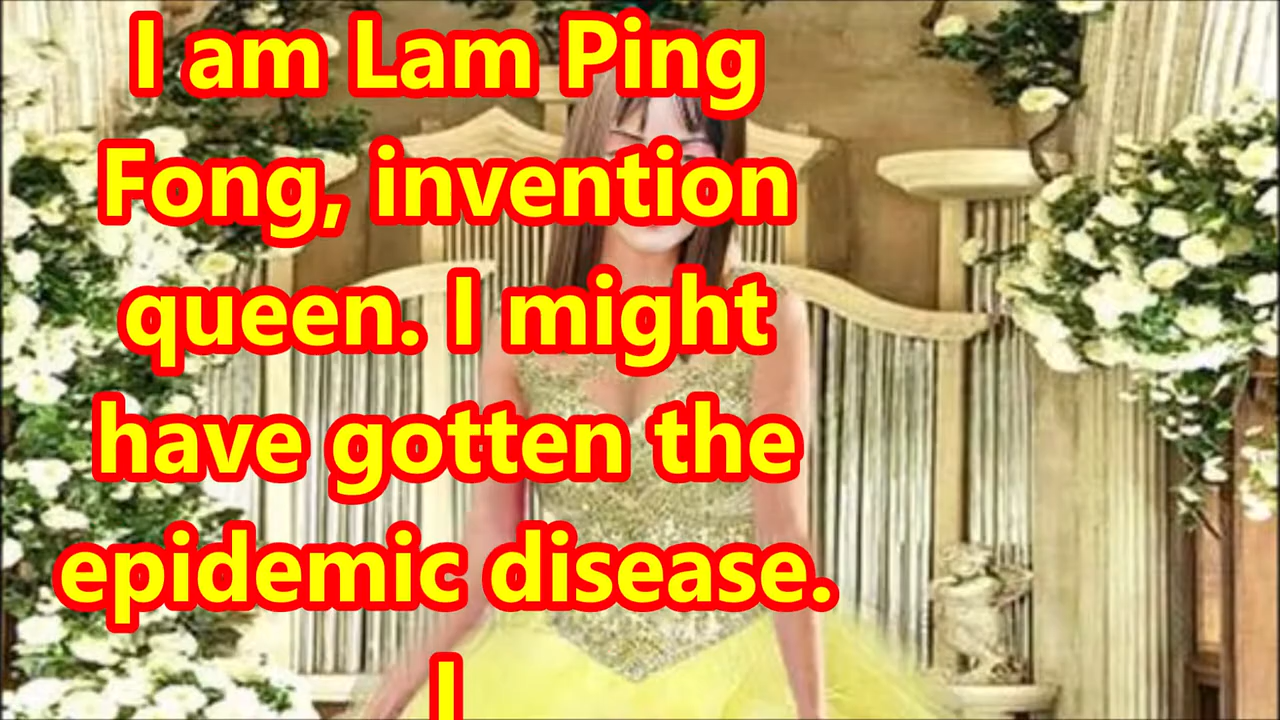 I am Lam Ping
Fong, invention
queen. I might
have gotten the
epidemic disease.
I